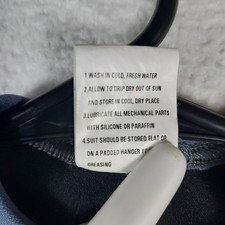 1.WASH IN COLD, FRESH WATER
2.ALLOW TO DRIP DRY OUT OF SUN
AND STORE IN COOL, DRY PLACE
3.LUBRICATE ALL MECHANICAL PARTS
WITH SILICONE OR PARAFFIN
4.SUIT SHOULD BE STORED FLAT OR
ON A PADDED HANGER TO
CREASING